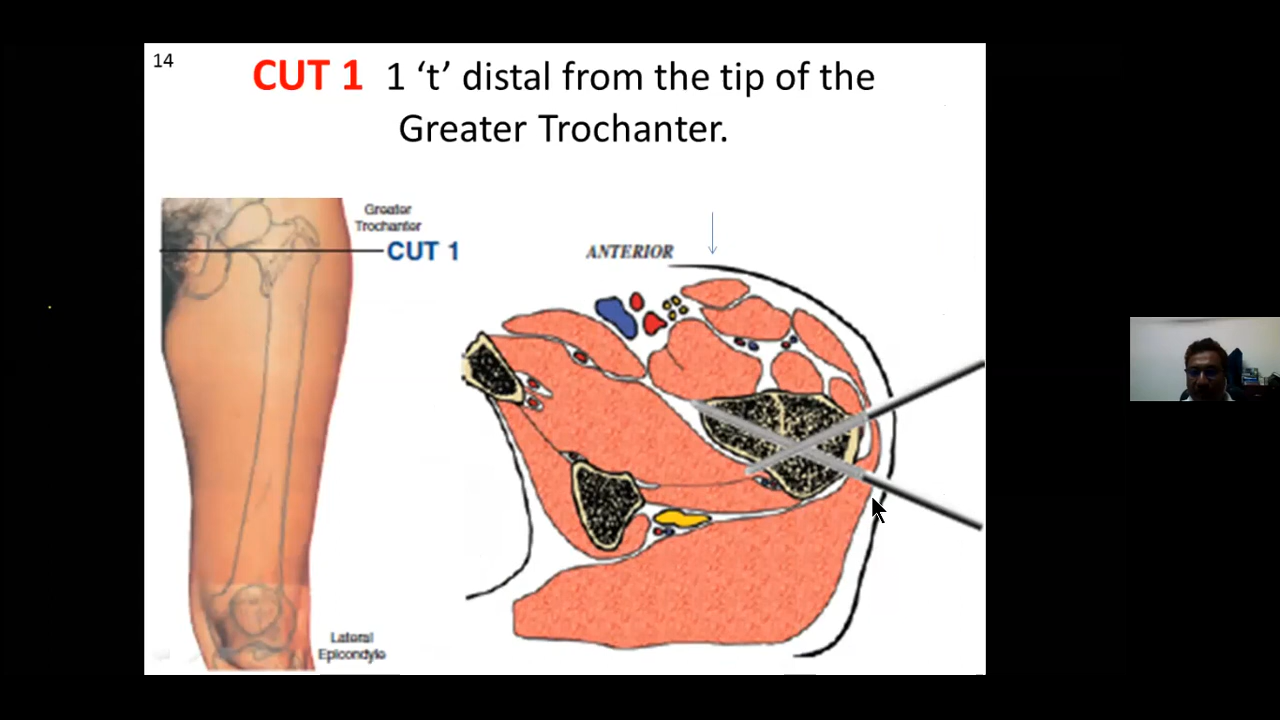 14
CUT 1 1 ‘t’ distal from the tip of the
Greater Trochanter.
Greater
Trochanter
CUT 1
ANTERIOR
Lateral
Epicondyle